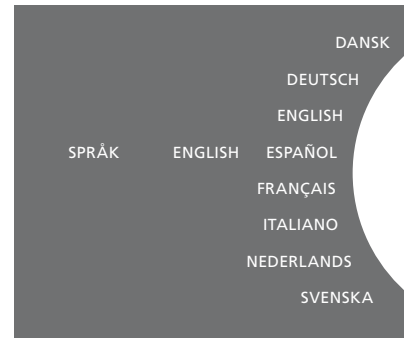 DANSK
DEUTSCH
ENGLISH
SPRÅK ENGLISH ESPAÑOL
FRANÇAIS
ITALIANO
NEDERLANDS
SVENSKA